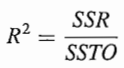 R² = SSR / SSTO